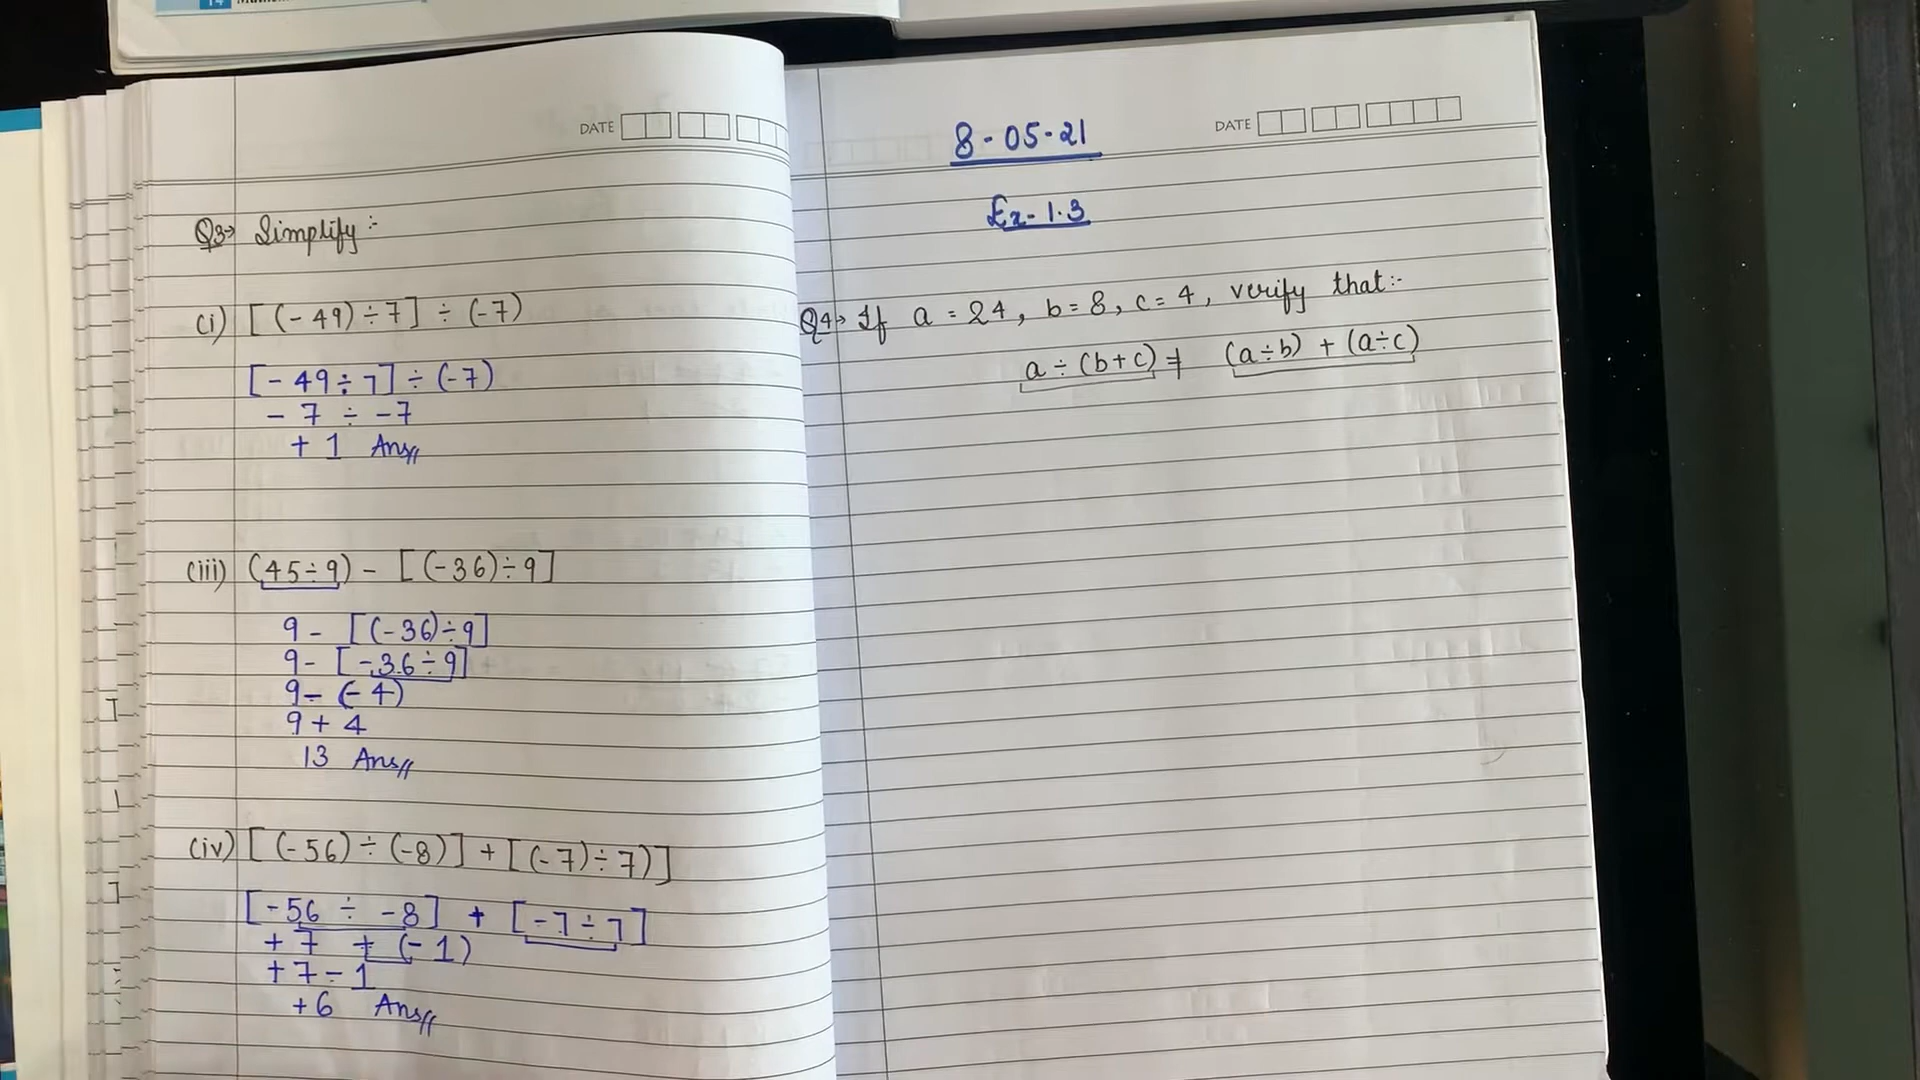 14
DATE
Q3→ Simplify :-
(i) [(-49) ÷ 7] ÷ (-7)
[-49 ÷ 7] ÷ (-7)
- 7 ÷ -7
+ 1 Ans
(iii) (45÷9) - [(-36)÷9]
9 - [(-36)÷9]
9 - [-36÷9]
9 - (-4)
9 + 4
13 Ans
(iv) [(-56) ÷ (-8)] + [(-7)÷7)]
[-56 ÷ -8] + [-7÷7]
+ 7 + (-1)
+ 7 - 1
+ 6 Ans
8-05-21
DATE
Ex-1.3
Q4→ If a = 24, b = 8, c = 4, verify that:-
a ÷ (b+c) ≠ (a÷b) + (a÷c)